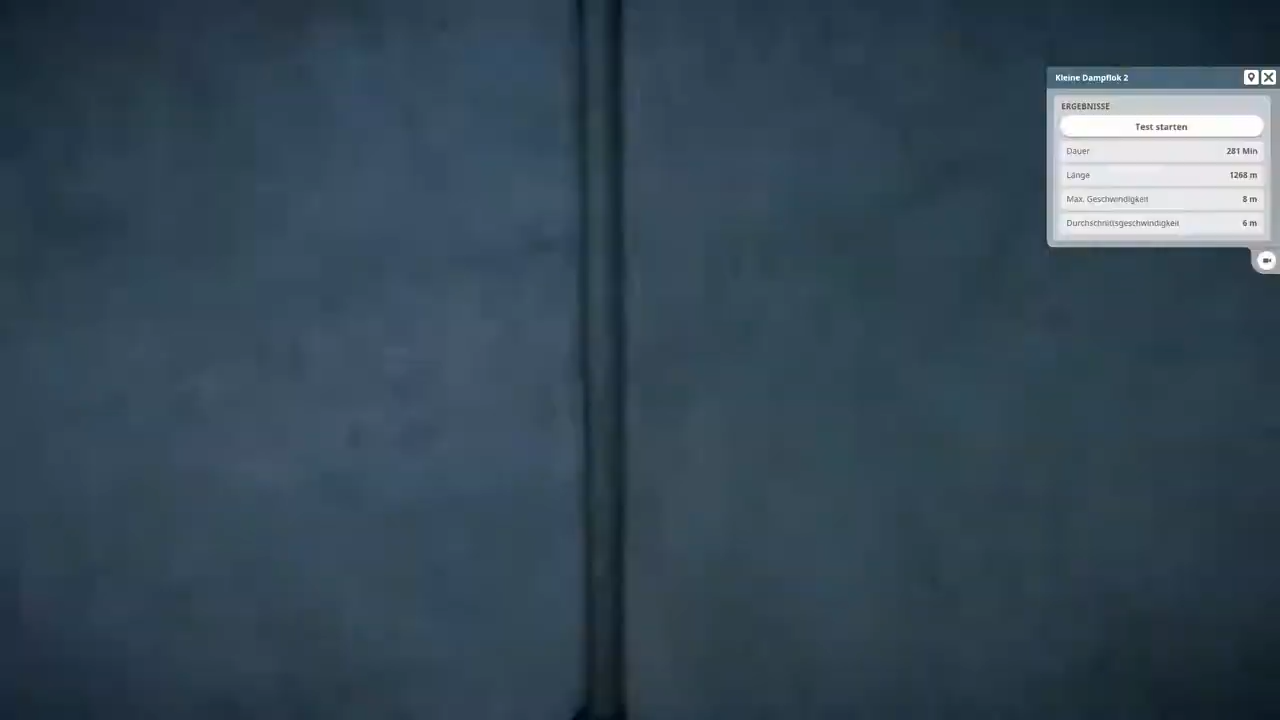 Kleine Dampflok 2
ERGEBNISSE
Test starten
Dauer 281 Min
Länge 1268 m
Max. Geschwindigkeit 8 m
Durchschnittsgeschwindigkeit 6 m